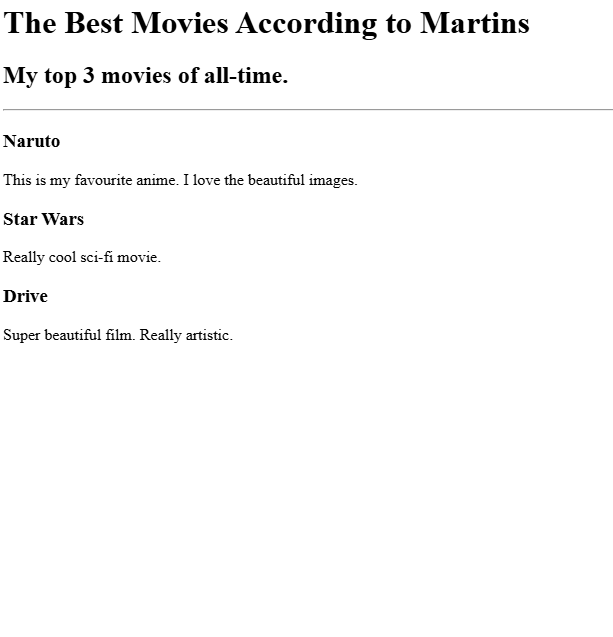 The Best Movies According to Martins
My top 3 movies of all-time.
Naruto
This is my favourite anime. I love the beautiful images.
Star Wars
Really cool sci-fi movie.
Drive
Super beautiful film. Really artistic.